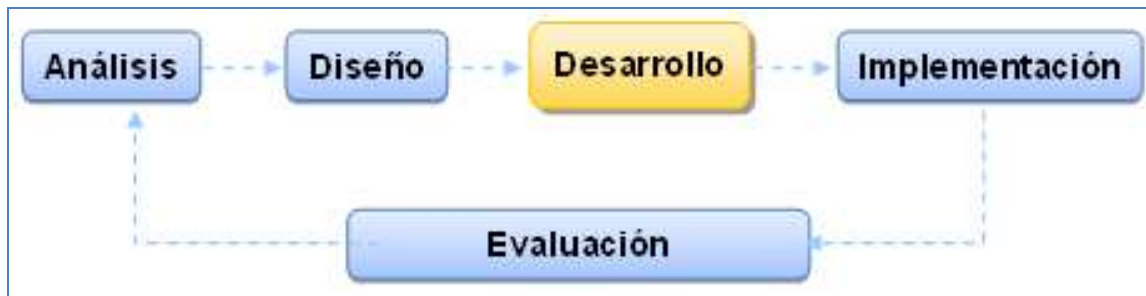 Análisis
Diseño
Desarrollo
Implementación
Evaluación